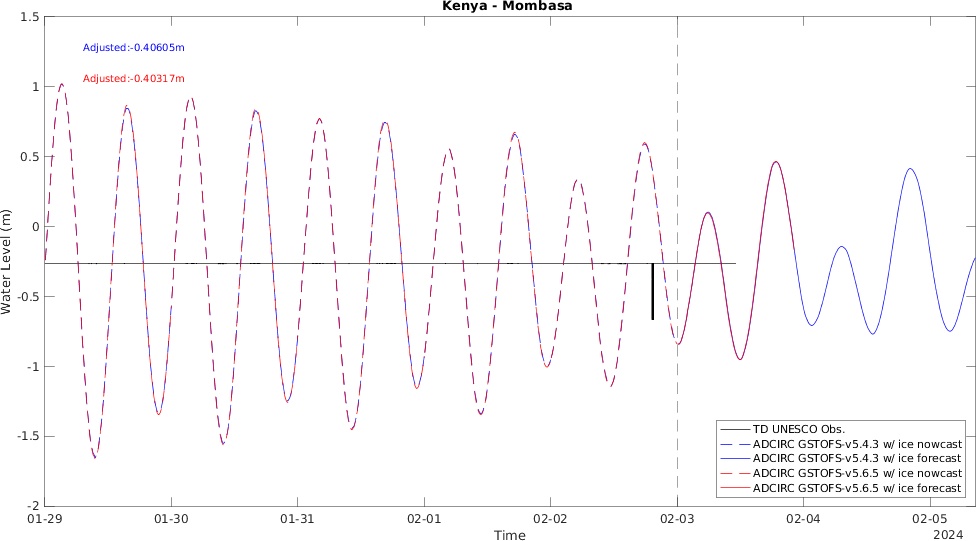 Kenya - Mombasa
1.5
Adjusted:-0.40605m
Adjusted:-0.40317m
1
0.5
0
-0.5
-1
-1.5
-2
Water Level (m)
TD UNESCO Obs.
ADCIRC GSTOFS-v5.4.3 w/ ice nowcast
ADCIRC GSTOFS-v5.4.3 w/ ice forecast
ADCIRC GSTOFS-v5.6.5 w/ ice nowcast
ADCIRC GSTOFS-v5.6.5 w/ ice forecast
01-29 01-30 01-31 02-01 02-02 02-03 02-04 02-05
Time
2024